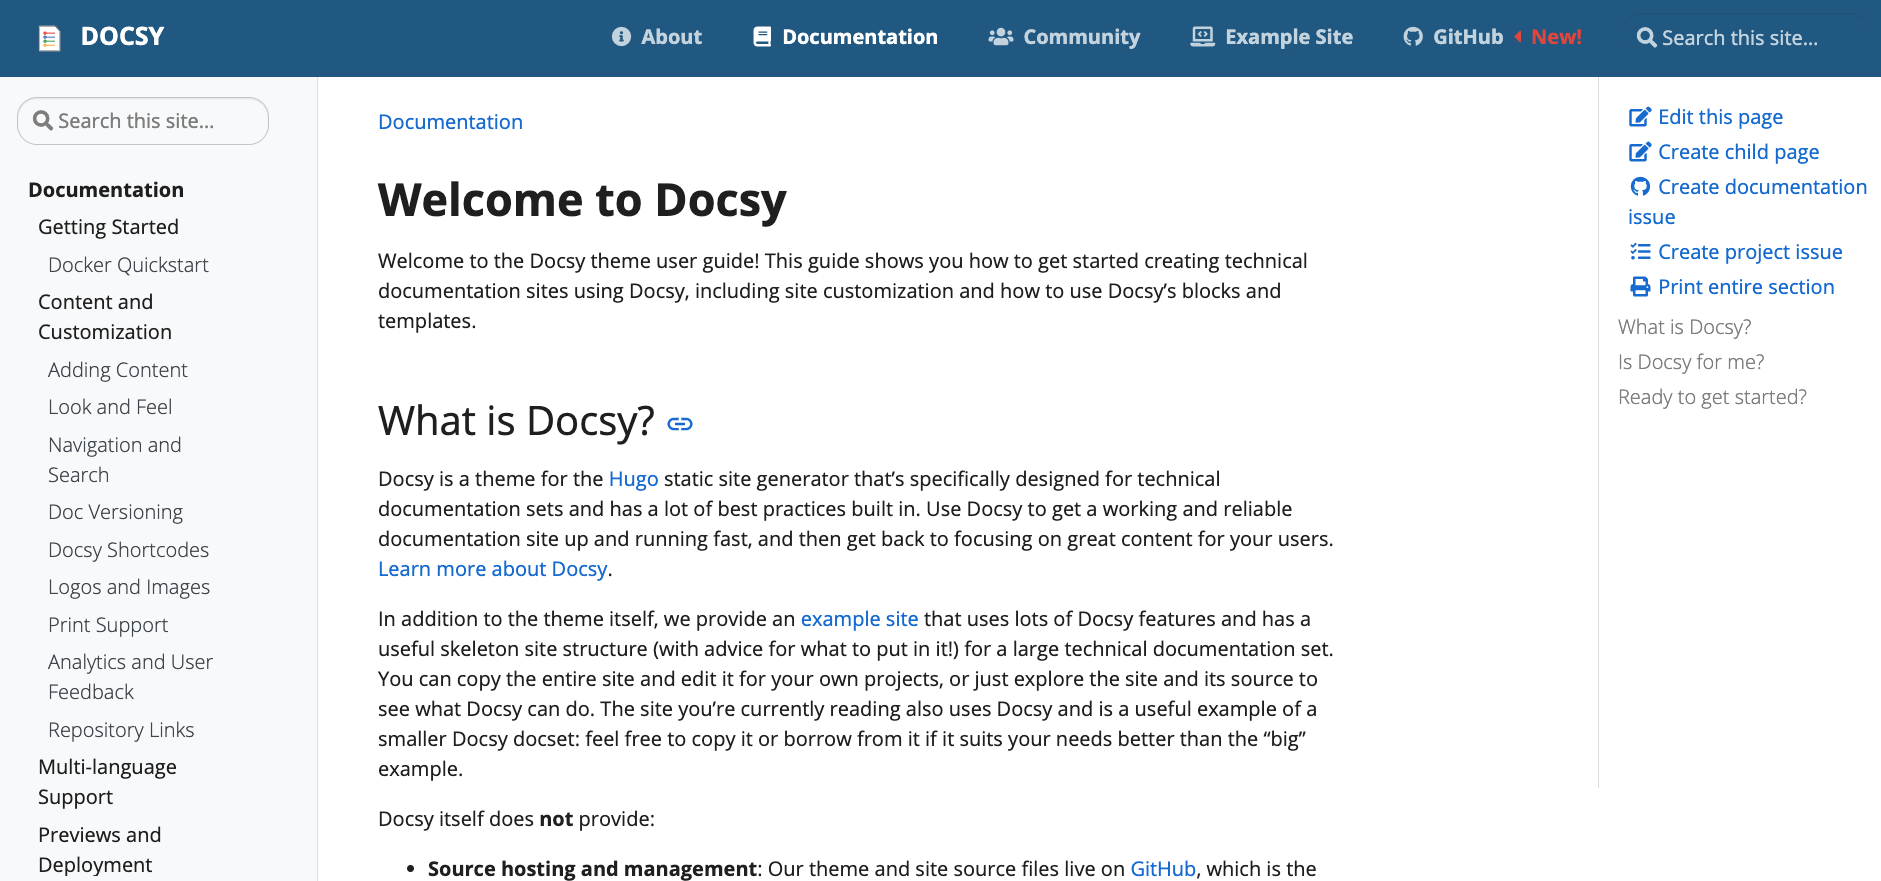 DOCSY
About
Documentation
Community
Example Site
GitHub
New!
Search this site...
Search this site...
Documentation
Getting Started
Docker Quickstart
Content and
Customization
Adding Content
Look and Feel
Navigation and
Search
Doc Versioning
Docsy Shortcodes
Logos and Images
Print Support
Analytics and User
Feedback
Repository Links
Multi-language
Support
Previews and
Deployment
Documentation
Welcome to Docsy
Welcome to the Docsy theme user guide! This guide shows you how to get started creating technical
documentation sites using Docsy, including site customization and how to use Docsy’s blocks and
templates.
What is Docsy?
Docsy is a theme for the Hugo static site generator that’s specifically designed for technical
documentation sets and has a lot of best practices built in. Use Docsy to get a working and reliable
documentation site up and running fast, and then get back to focusing on great content for your users.
Learn more about Docsy.
In addition to the theme itself, we provide an example site that uses lots of Docsy features and has a
useful skeleton site structure (with advice for what to put in it!) for a large technical documentation set.
You can copy the entire site and edit it for your own projects, or just explore the site and its source to
see what Docsy can do. The site you’re currently reading also uses Docsy and is a useful example of a
smaller Docsy docset: feel free to copy it or borrow from it if it suits your needs better than the “big”
example.
Docsy itself does not provide:
• Source hosting and management: Our theme and site source files live on GitHub, which is the
Edit this page
Create child page
Create documentation
issue
Create project issue
Print entire section
What is Docsy?
Is Docsy for me?
Ready to get started?